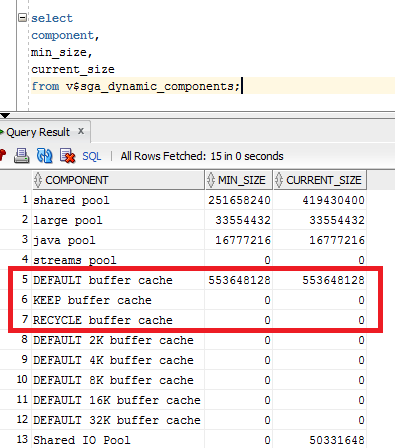 select
component,
min_size,
current_size
from v$sga_dynamic_components;
Query Result x
SQL | All Rows Fetched: 15 in 0 seconds
COMPONENT MIN_SIZE CURRENT_SIZE
1 shared pool 251658240 419430400
2 large pool 33554432 33554432
3 java pool 16777216 16777216
4 streams pool 0 0
5 DEFAULT buffer cache 553648128 553648128
6 KEEP buffer cache 0 0
7 RECYCLE buffer cache 0 0
8 DEFAULT 2K buffer cache 0 0
9 DEFAULT 4K buffer cache 0 0
10 DEFAULT 8K buffer cache 0 0
11 DEFAULT 16K buffer cache 0 0
12 DEFAULT 32K buffer cache 0 0
13 Shared IO Pool 0 50331648